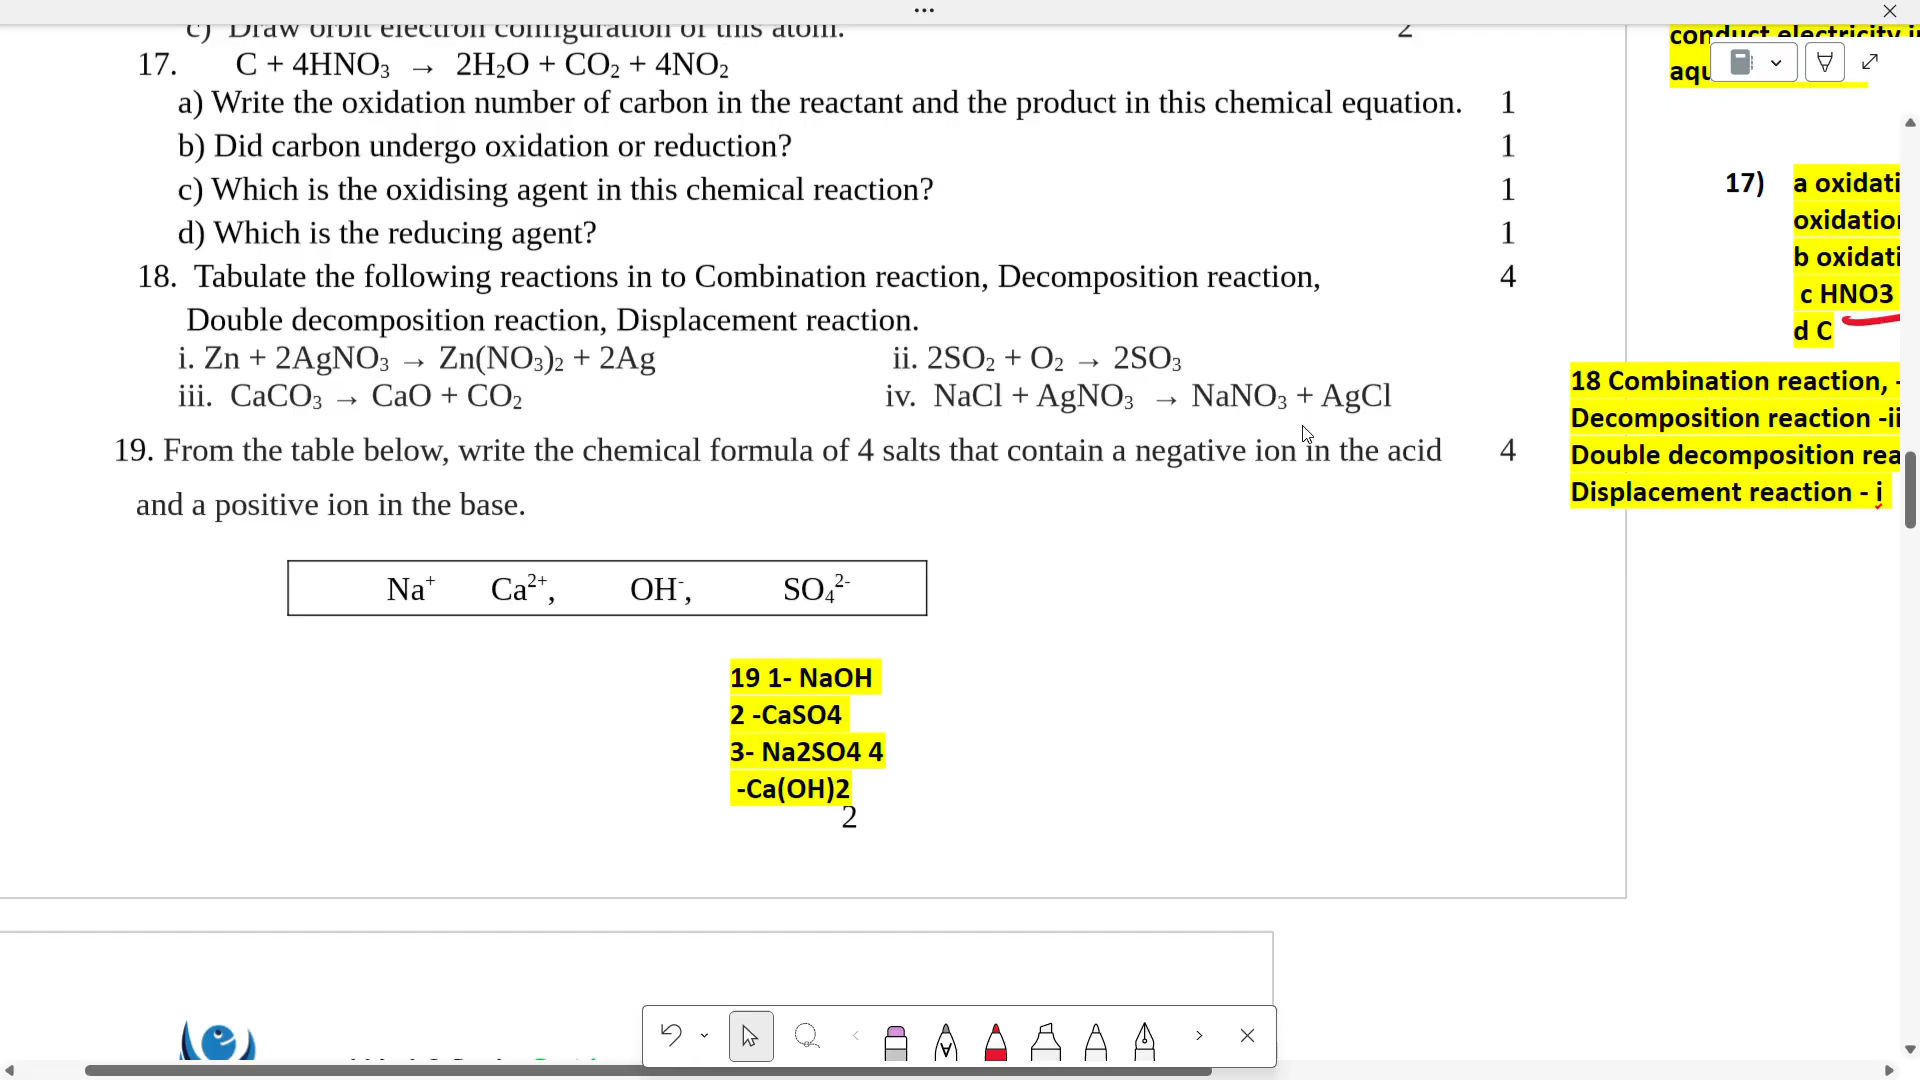 c) Draw orbit electron configuration of this atom. 2
17. C + 4HNO3 → 2H2O + CO2 + 4NO2
a) Write the oxidation number of carbon in the reactant and the product in this chemical equation. 1
b) Did carbon undergo oxidation or reduction? 1
c) Which is the oxidising agent in this chemical reaction? 1
d) Which is the reducing agent? 1
18. Tabulate the following reactions in to Combination reaction, Decomposition reaction, 4
Double decomposition reaction, Displacement reaction.
i. Zn + 2AgNO3 → Zn(NO3)2 + 2Ag ii. 2SO2 + O2 → 2SO3
iii. CaCO3 → CaO + CO2 iv. NaCl + AgNO3 → NaNO3 + AgCl
19. From the table below, write the chemical formula of 4 salts that contain a negative ion in the acid 4
and a positive ion in the base.
Na+ Ca2+, OH-, SO42-
19 1- NaOH
2 -CaSO4
3- Na2SO4 4
-Ca(OH)2
2
conduct electricity i
aqu
17) a oxidati
oxidation
b oxidati
c HNO3
d C
18 Combination reaction, -
Decomposition reaction -ii
Double decomposition rea
Displacement reaction - i